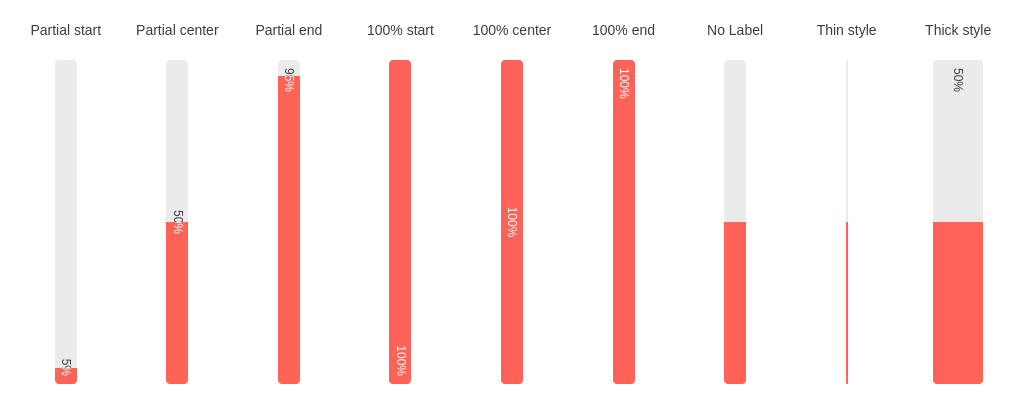 Partial start
Partial center
Partial end
100% start
100% center
100% end
No Label
Thin style
Thick style
5%
50%
95%
100%
100%
100%
50%